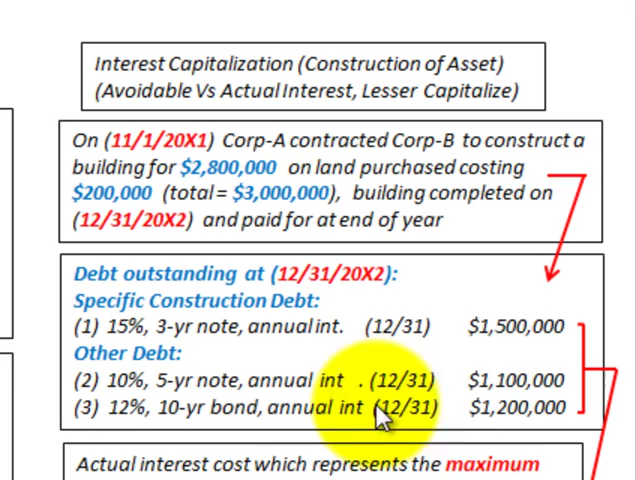 Interest Capitalization (Construction of Asset)
(Avoidable Vs Actual Interest, Lesser Capitalize)
On (11/1/20X1) Corp-A contracted Corp-B to construct a
building for $2,800,000 on land purchased costing
$200,000 (total = $3,000,000), building completed on
(12/31/20X2) and paid for at end of year
Debt outstanding at (12/31/20X2):
Specific Construction Debt:
(1) 15%, 3-yr note, annual int. (12/31) $1,500,000
Other Debt:
(2) 10%, 5-yr note, annual int . (12/31) $1,100,000
(3) 12%, 10-yr bond, annual int (12/31) $1,200,000
Actual interest cost which represents the maximum